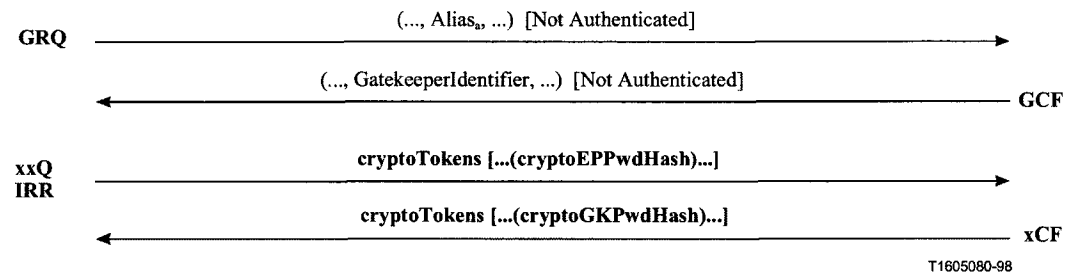 (..., Aliasₐ, ...) [Not Authenticated]
GRQ
(..., GatekeeperIdentifier, ...) [Not Authenticated]
GCF
xxQ
IRR
cryptoTokens [...(cryptoEPPwdHash)...]
cryptoTokens [...(cryptoGKPwdHash)...]
xCF
T1605080-98